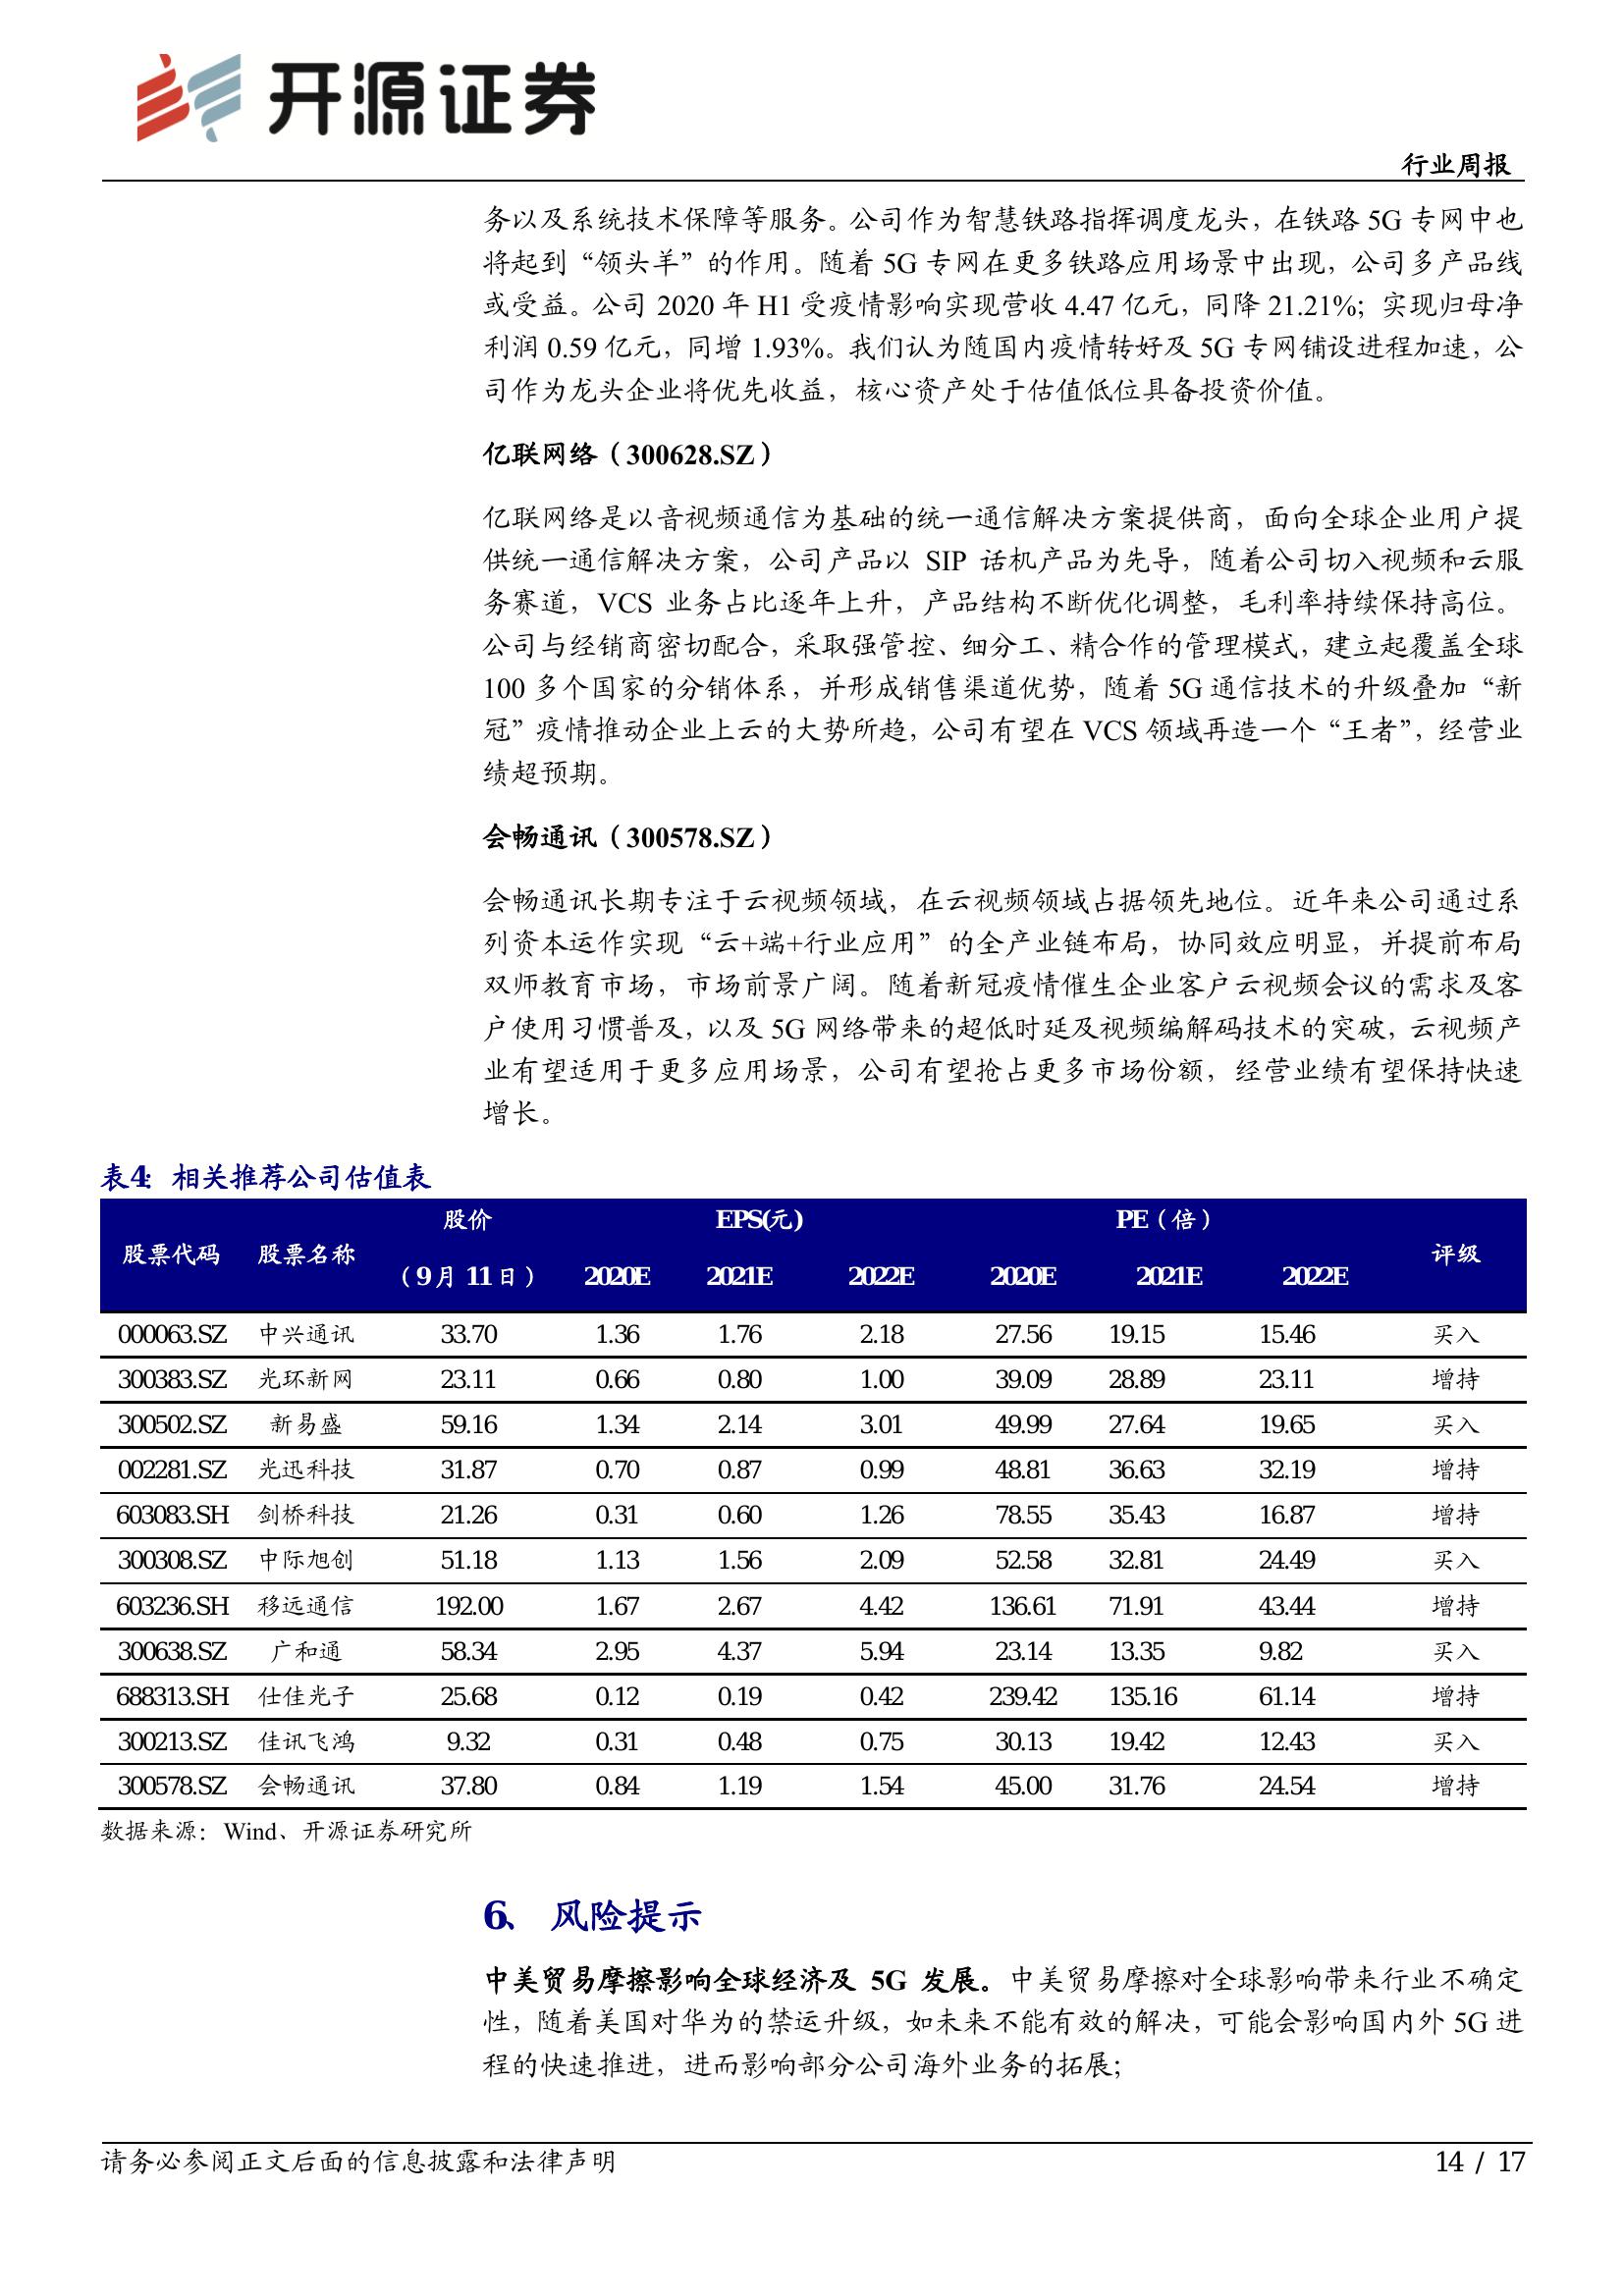 开源证券
行业周报
务以及系统技术保障等服务。公司作为智慧铁路指挥调度龙头，在铁路 5G 专网中也
将起到“领头羊”的作用。随着 5G 专网在更多铁路应用场景中出现，公司多产品线
或受益。公司 2020 年 H1 受疫情影响实现营收 4.47 亿元，同降 21.21%；实现归母净
利润 0.59 亿元，同增 1.93%。我们认为随国内疫情转好及 5G 专网铺设进程加速，公
司作为龙头企业将优先收益，核心资产处于估值低位具备投资价值。
亿联网络（300628.SZ）
亿联网络是以音视频通信为基础的统一通信解决方案提供商，面向全球企业用户提
供统一通信解决方案，公司产品以 SIP 话机产品为先导，随着公司切入视频和云服
务赛道，VCS 业务占比逐年上升，产品结构不断优化调整，毛利率持续保持高位。
公司与经销商密切配合，采取强管控、细分工、精合作的管理模式，建立起覆盖全球
100 多个国家的分销体系，并形成销售渠道优势，随着 5G 通信技术的升级叠加“新
冠”疫情推动企业上云的大势所趋，公司有望在 VCS 领域再造一个“王者”，经营业
绩超预期。
会畅通讯（300578.SZ）
会畅通讯长期专注于云视频领域，在云视频领域占据领先地位。近年来公司通过系
列资本运作实现“云+端+行业应用”的全产业链布局，协同效应明显，并提前布局
双师教育市场，市场前景广阔。随着新冠疫情催生企业客户云视频会议的需求及客
户使用习惯普及，以及 5G 网络带来的超低时延及视频编解码技术的突破，云视频产
业有望适用于更多应用场景，公司有望抢占更多市场份额，经营业绩有望保持快速
增长。
表4：相关推荐公司估值表
股票代码 股票名称 股价 EPS(元) PE（倍） 评级
（9 月 11 日） 2020E 2021E 2022E 2020E 2021E 2022E
000063.SZ 中兴通讯 33.70 1.36 1.76 2.18 27.56 19.15 15.46 买入
300383.SZ 光环新网 23.11 0.66 0.80 1.00 39.09 28.89 23.11 增持
300502.SZ 新易盛 59.16 1.34 2.14 3.01 49.99 27.64 19.65 买入
002281.SZ 光迅科技 31.87 0.70 0.87 0.99 48.81 36.63 32.19 增持
603083.SH 剑桥科技 21.26 0.31 0.60 1.26 78.55 35.43 16.87 增持
300308.SZ 中际旭创 51.18 1.13 1.56 2.09 52.58 32.81 24.49 买入
603236.SH 移远通信 192.00 1.67 2.67 4.42 136.61 71.91 43.44 增持
300638.SZ 广和通 58.34 2.95 4.37 5.94 23.14 13.35 9.82 买入
688313.SH 仕佳光子 25.68 0.12 0.19 0.42 239.42 135.16 61.14 增持
300213.SZ 佳讯飞鸿 9.32 0.31 0.48 0.75 30.13 19.42 12.43 买入
300578.SZ 会畅通讯 37.80 0.84 1.19 1.54 45.00 31.76 24.54 增持
数据来源：Wind、开源证券研究所
6、 风险提示
中美贸易摩擦影响全球经济及 5G 发展。中美贸易摩擦对全球影响带来行业不确定
性，随着美国对华为的禁运升级，如未来不能有效的解决，可能会影响国内外 5G 进
程的快速推进，进而影响部分公司海外业务的拓展；
请务必参阅正文后面的信息披露和法律声明 14 / 17